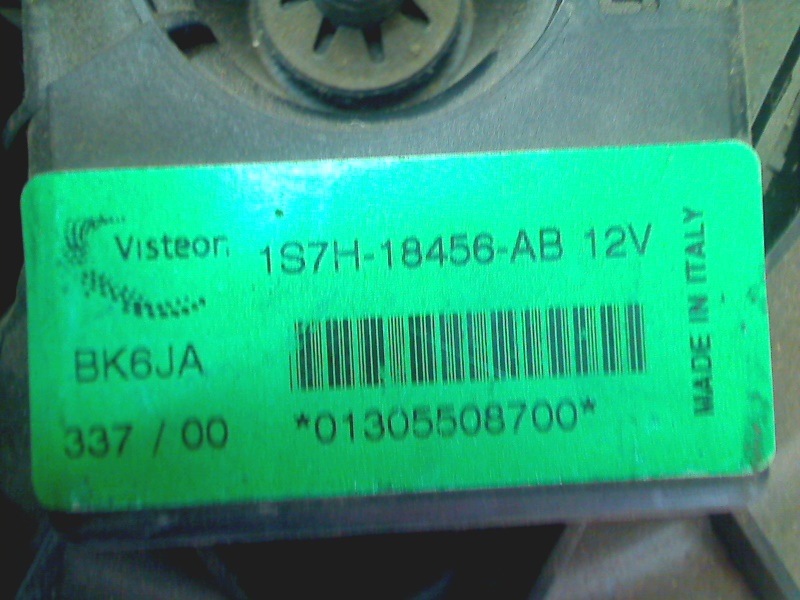 Visteon
1S7H-18456-AB 12V
BK6JA
337 / 00
*01305508700*
MADE IN ITALY